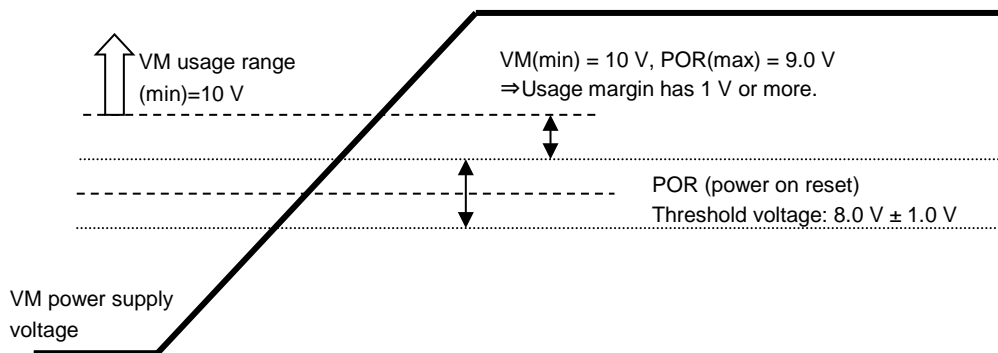 VM usage range
(min)=10 V
VM(min) = 10 V, POR(max) = 9.0 V
⇒Usage margin has 1 V or more.
POR (power on reset)
Threshold voltage: 8.0 V ± 1.0 V
VM power supply
voltage